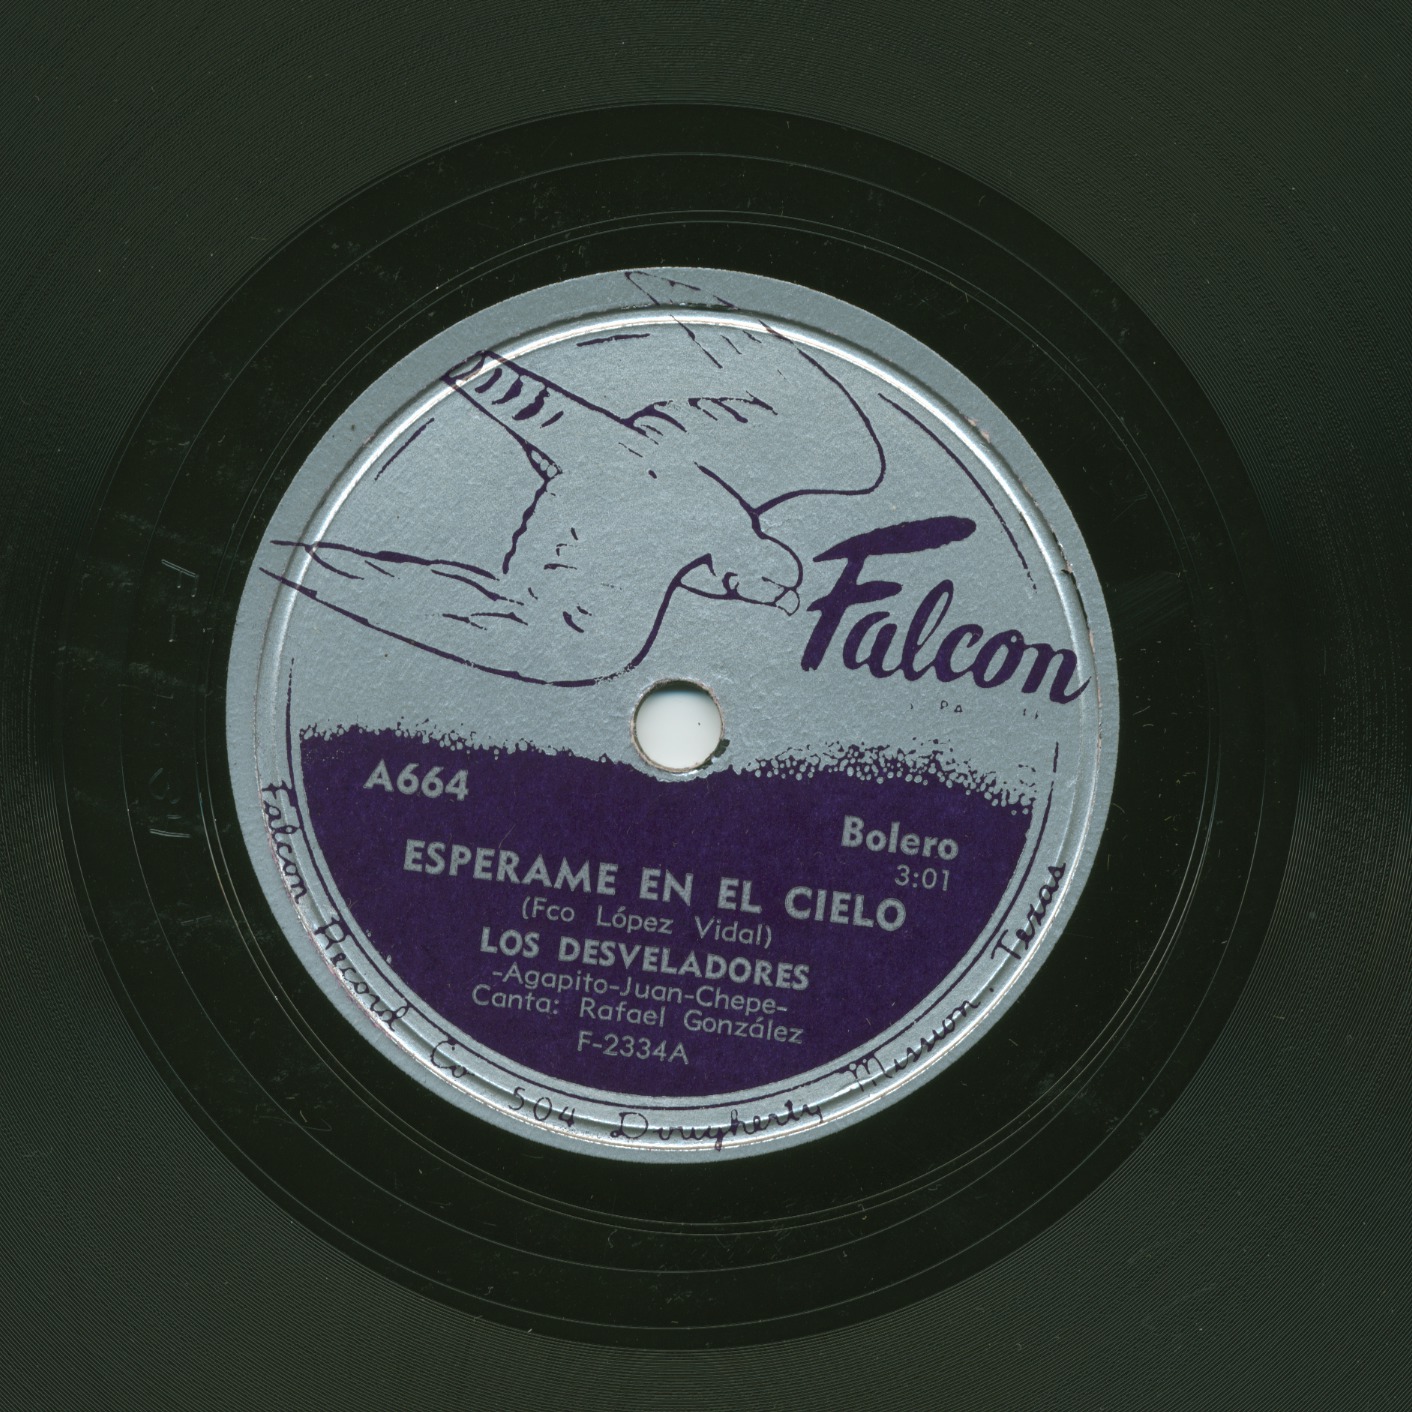 Falcon
A664
Bolero
3:01
ESPERAME EN EL CIELO
(Fco López Vidal)
LOS DESVELADORES
-Agapito-Juan-Chepe-
Canta: Rafael González
F-2334A
Falcon Record Co 504 Dougherty Mission. Texas